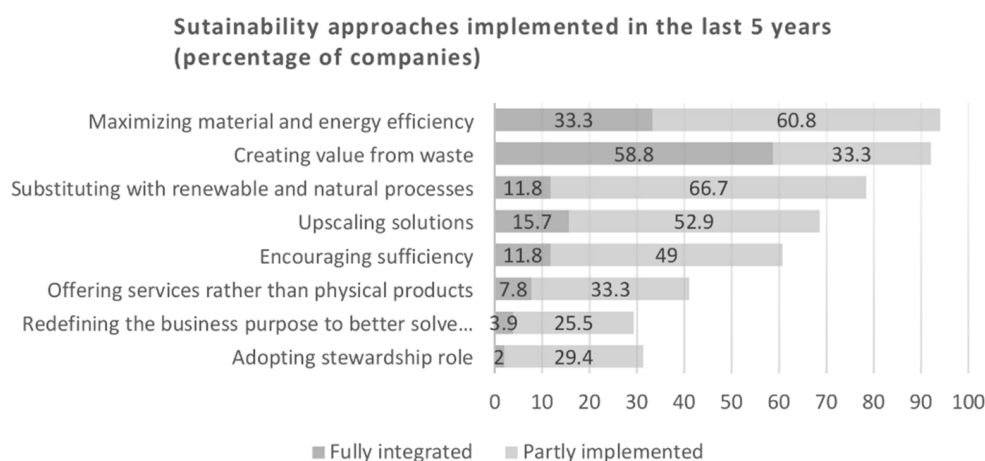 Sutainability approaches implemented in the last 5 years
(percentage of companies)
Maximizing material and energy efficiency 33.3 60.8
Creating value from waste 58.8 33.3
Substituting with renewable and natural processes 11.8 66.7
Upscaling solutions 15.7 52.9
Encouraging sufficiency 11.8 49
Offering services rather than physical products 7.8 33.3
Redefining the business purpose to better solve... 3.9 25.5
Adopting stewardship role 2 29.4
0 10 20 30 40 50 60 70 80 90 100
Fully integrated Partly implemented